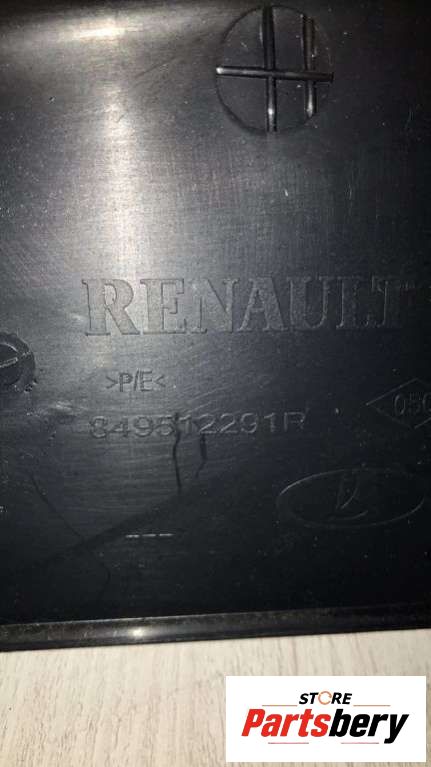 RENAULT
>P/E<
849512291R
STORE
Partsbery